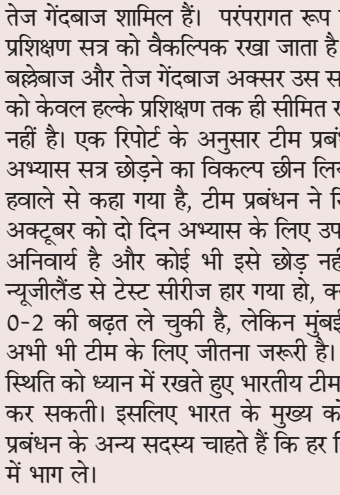 तेज गेंदबाज शामिल हैं। परंपरागत रूप
प्रशिक्षण सत्र को वैकल्पिक रखा जाता है
बल्लेबाज और तेज गेंदबाज अक्सर उस स
को केवल हल्के प्रशिक्षण तक ही सीमित
नहीं है। एक रिपोर्ट के अनुसार टीम प्रबं
अभ्यास सत्र छोड़ने का विकल्प छीन लि
हवाले से कहा गया है, टीम प्रबंधन ने
अक्टूबर को दो दिन अभ्यास के लिए उप
अनिवार्य है और कोई भी इसे छोड़ नह
न्यूजीलैंड से टेस्ट सीरीज हार गया हो, क
0-2 की बढ़त ले चुकी है, लेकिन मुंबई
अभी भी टीम के लिए जीतना जरूरी है।
स्थिति को ध्यान में रखते हुए भारतीय टीम
कर सकती। इसलिए भारत के मुख्य को
प्रबंधन के अन्य सदस्य चाहते हैं कि हर
में भाग ले।